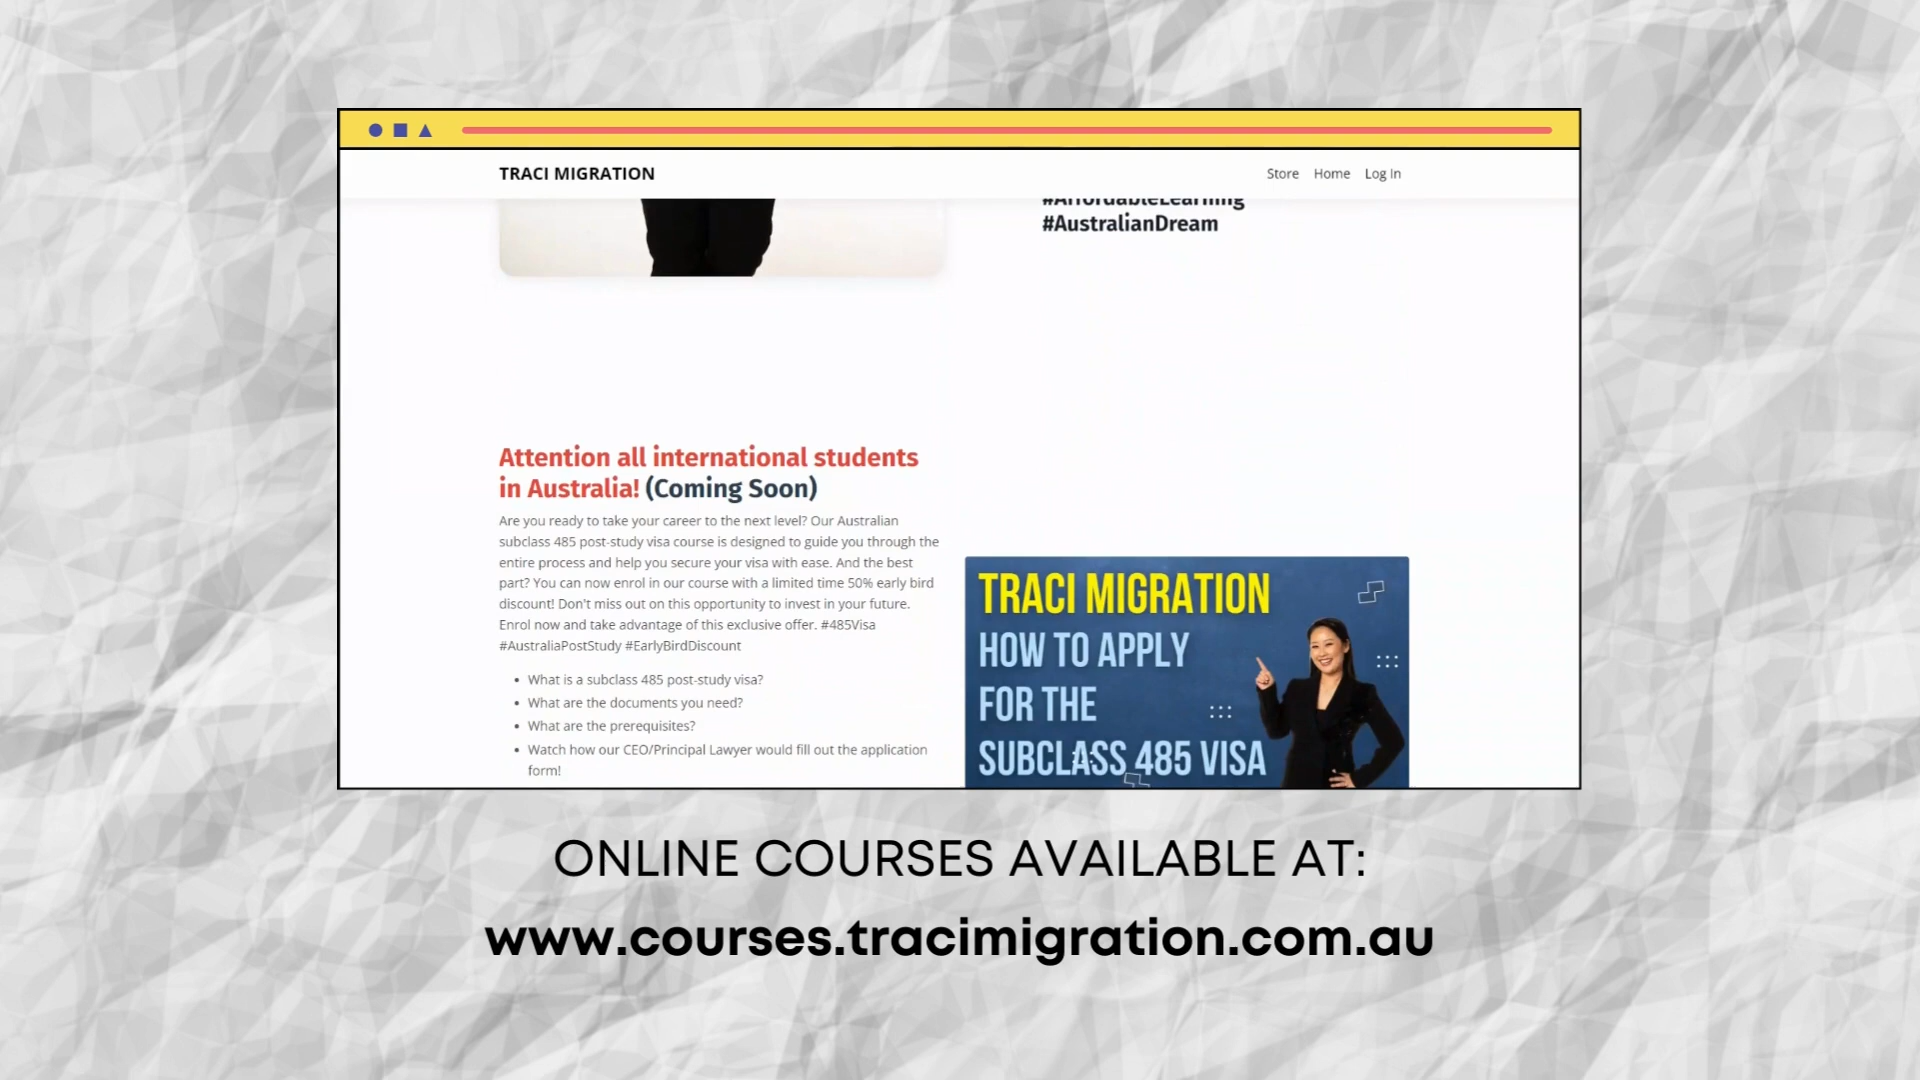 TRACI MIGRATION
Store Home Log In
#AffordableLearning
#AustralianDream
Attention all international students
in Australia! (Coming Soon)
Are you ready to take your career to the next level? Our Australian
subclass 485 post-study visa course is designed to guide you through the
entire process and help you secure your visa with ease. And the best
part? You can now enrol in our course with a limited time 50% early bird
discount! Don't miss out on this opportunity to invest in your future.
Enrol now and take advantage of this exclusive offer. #485Visa
#AustraliaPostStudy #EarlyBirdDiscount
• What is a subclass 485 post-study visa?
• What are the documents you need?
• What are the prerequisites?
• Watch how our CEO/Principal Lawyer would fill out the application
form!
TRACI MIGRATION
HOW TO APPLY
FOR THE
SUBCLASS 485 VISA
ONLINE COURSES AVAILABLE AT:
www.courses.tracimigration.com.au